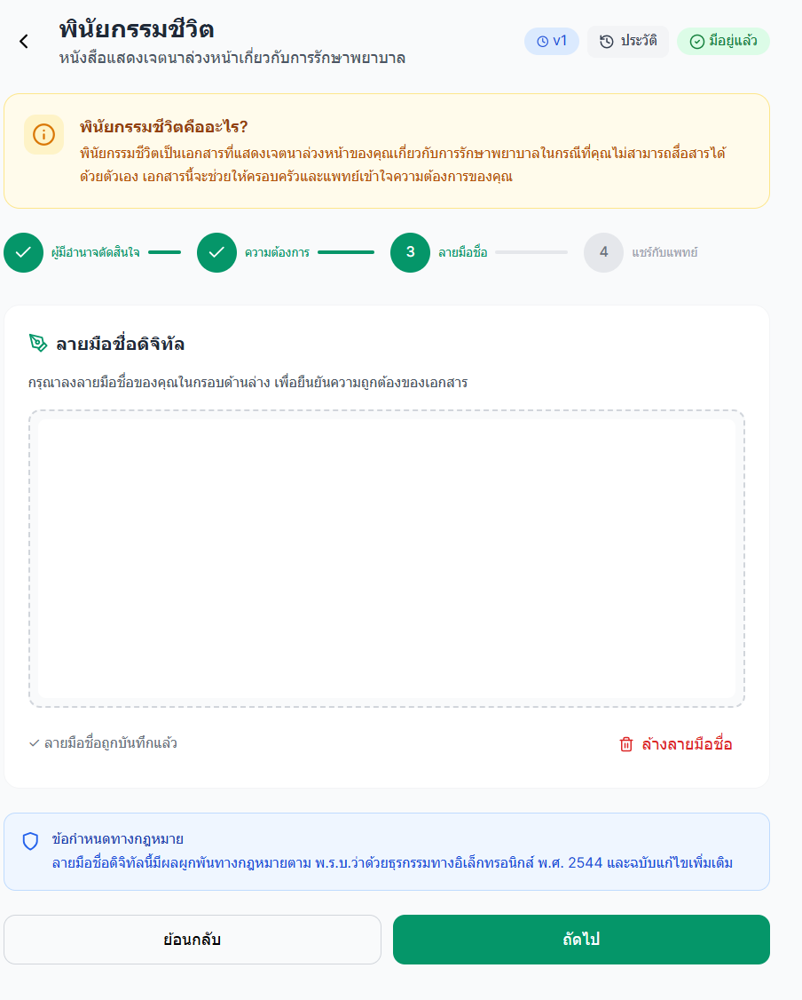 พินัยกรรมชีวิต
หนังสือแสดงเจตนาล่วงหน้าเกี่ยวกับการรักษาพยาบาล
v1
ประวัติ
มีอยู่แล้ว
พินัยกรรมชีวิตคืออะไร?
พินัยกรรมชีวิตเป็นเอกสารที่แสดงเจตนาล่วงหน้าของคุณเกี่ยวกับการรักษาพยาบาลในกรณีที่คุณไม่สามารถสื่อสารได้
ด้วยตัวเอง เอกสารนี้จะช่วยให้ครอบครัวและแพทย์เข้าใจความต้องการของคุณ
ผู้มีอำนาจตัดสินใจ
ความต้องการ
3 ลายมือชื่อ
4 แชร์กับแพทย์
ลายมือชื่อดิจิทัล
กรุณาลงลายมือชื่อของคุณในกรอบด้านล่าง เพื่อยืนยันความถูกต้องของเอกสาร
ลายมือชื่อถูกบันทึกแล้ว
ล้างลายมือชื่อ
ข้อกำหนดทางกฎหมาย
ลายมือชื่อดิจิทัลนี้มีผลผูกพันทางกฎหมายตาม พ.ร.บ.ว่าด้วยธุรกรรมทางอิเล็กทรอนิกส์ พ.ศ. 2544 และฉบับแก้ไขเพิ่มเติม
ย้อนกลับ
ถัดไป